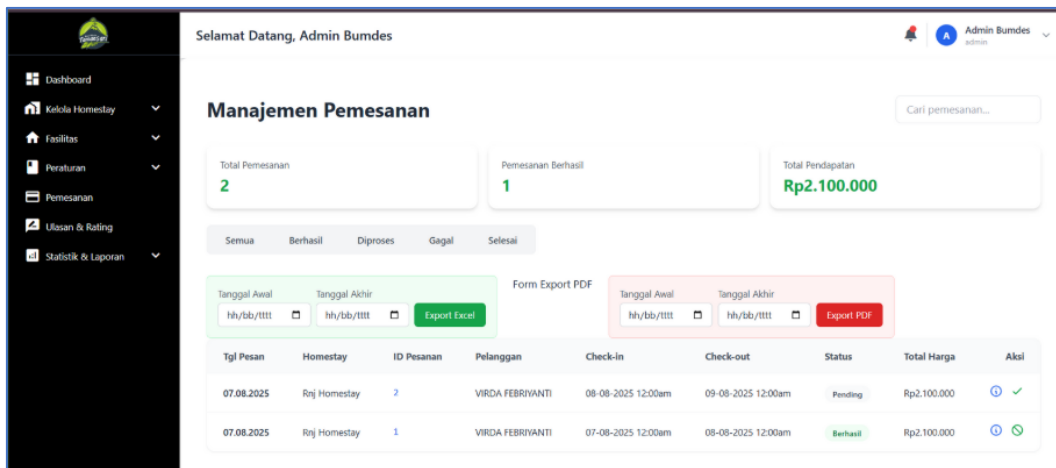 Selamat Datang, Admin Bumdes
A
Admin Bumdes
admin
Dashboard
Kelola Homestay
Fasilitas
Peraturan
Pemesanan
Ulasan & Rating
Statistik & Laporan
Manajemen Pemesanan
Cari pemesanan...
Total Pemesanan
2
Pemesanan Berhasil
1
Total Pendapatan
Rp2.100.000
Semua Berhasil Diproses Gagal Selesai
Tanggal Awal Tanggal Akhir
hh/bb/tttt hh/bb/tttt Export Excel
Form Export PDF
Tanggal Awal Tanggal Akhir
hh/bb/tttt hh/bb/tttt Export PDF
Tgl Pesan Homestay ID Pesanan Pelanggan Check-in Check-out Status Total Harga Aksi
07.08.2025 Rnj Homestay 2 VIRDA FEBRIYANTI 08-08-2025 12:00am 09-08-2025 12:00am Pending Rp2.100.000
07.08.2025 Rnj Homestay 1 VIRDA FEBRIYANTI 07-08-2025 12:00am 08-08-2025 12:00am Berhasil Rp2.100.000